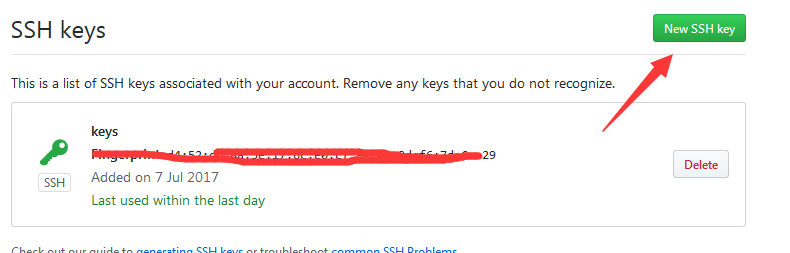 SSH keys
New SSH key
This is a list of SSH keys associated with your account. Remove any keys that you do not recognize.
keys
Fingerprint 29
SSH
Added on 7 Jul 2017
Last used within the last day
Delete
Check out our guide to generating SSH keys or troubleshoot common SSH Problems